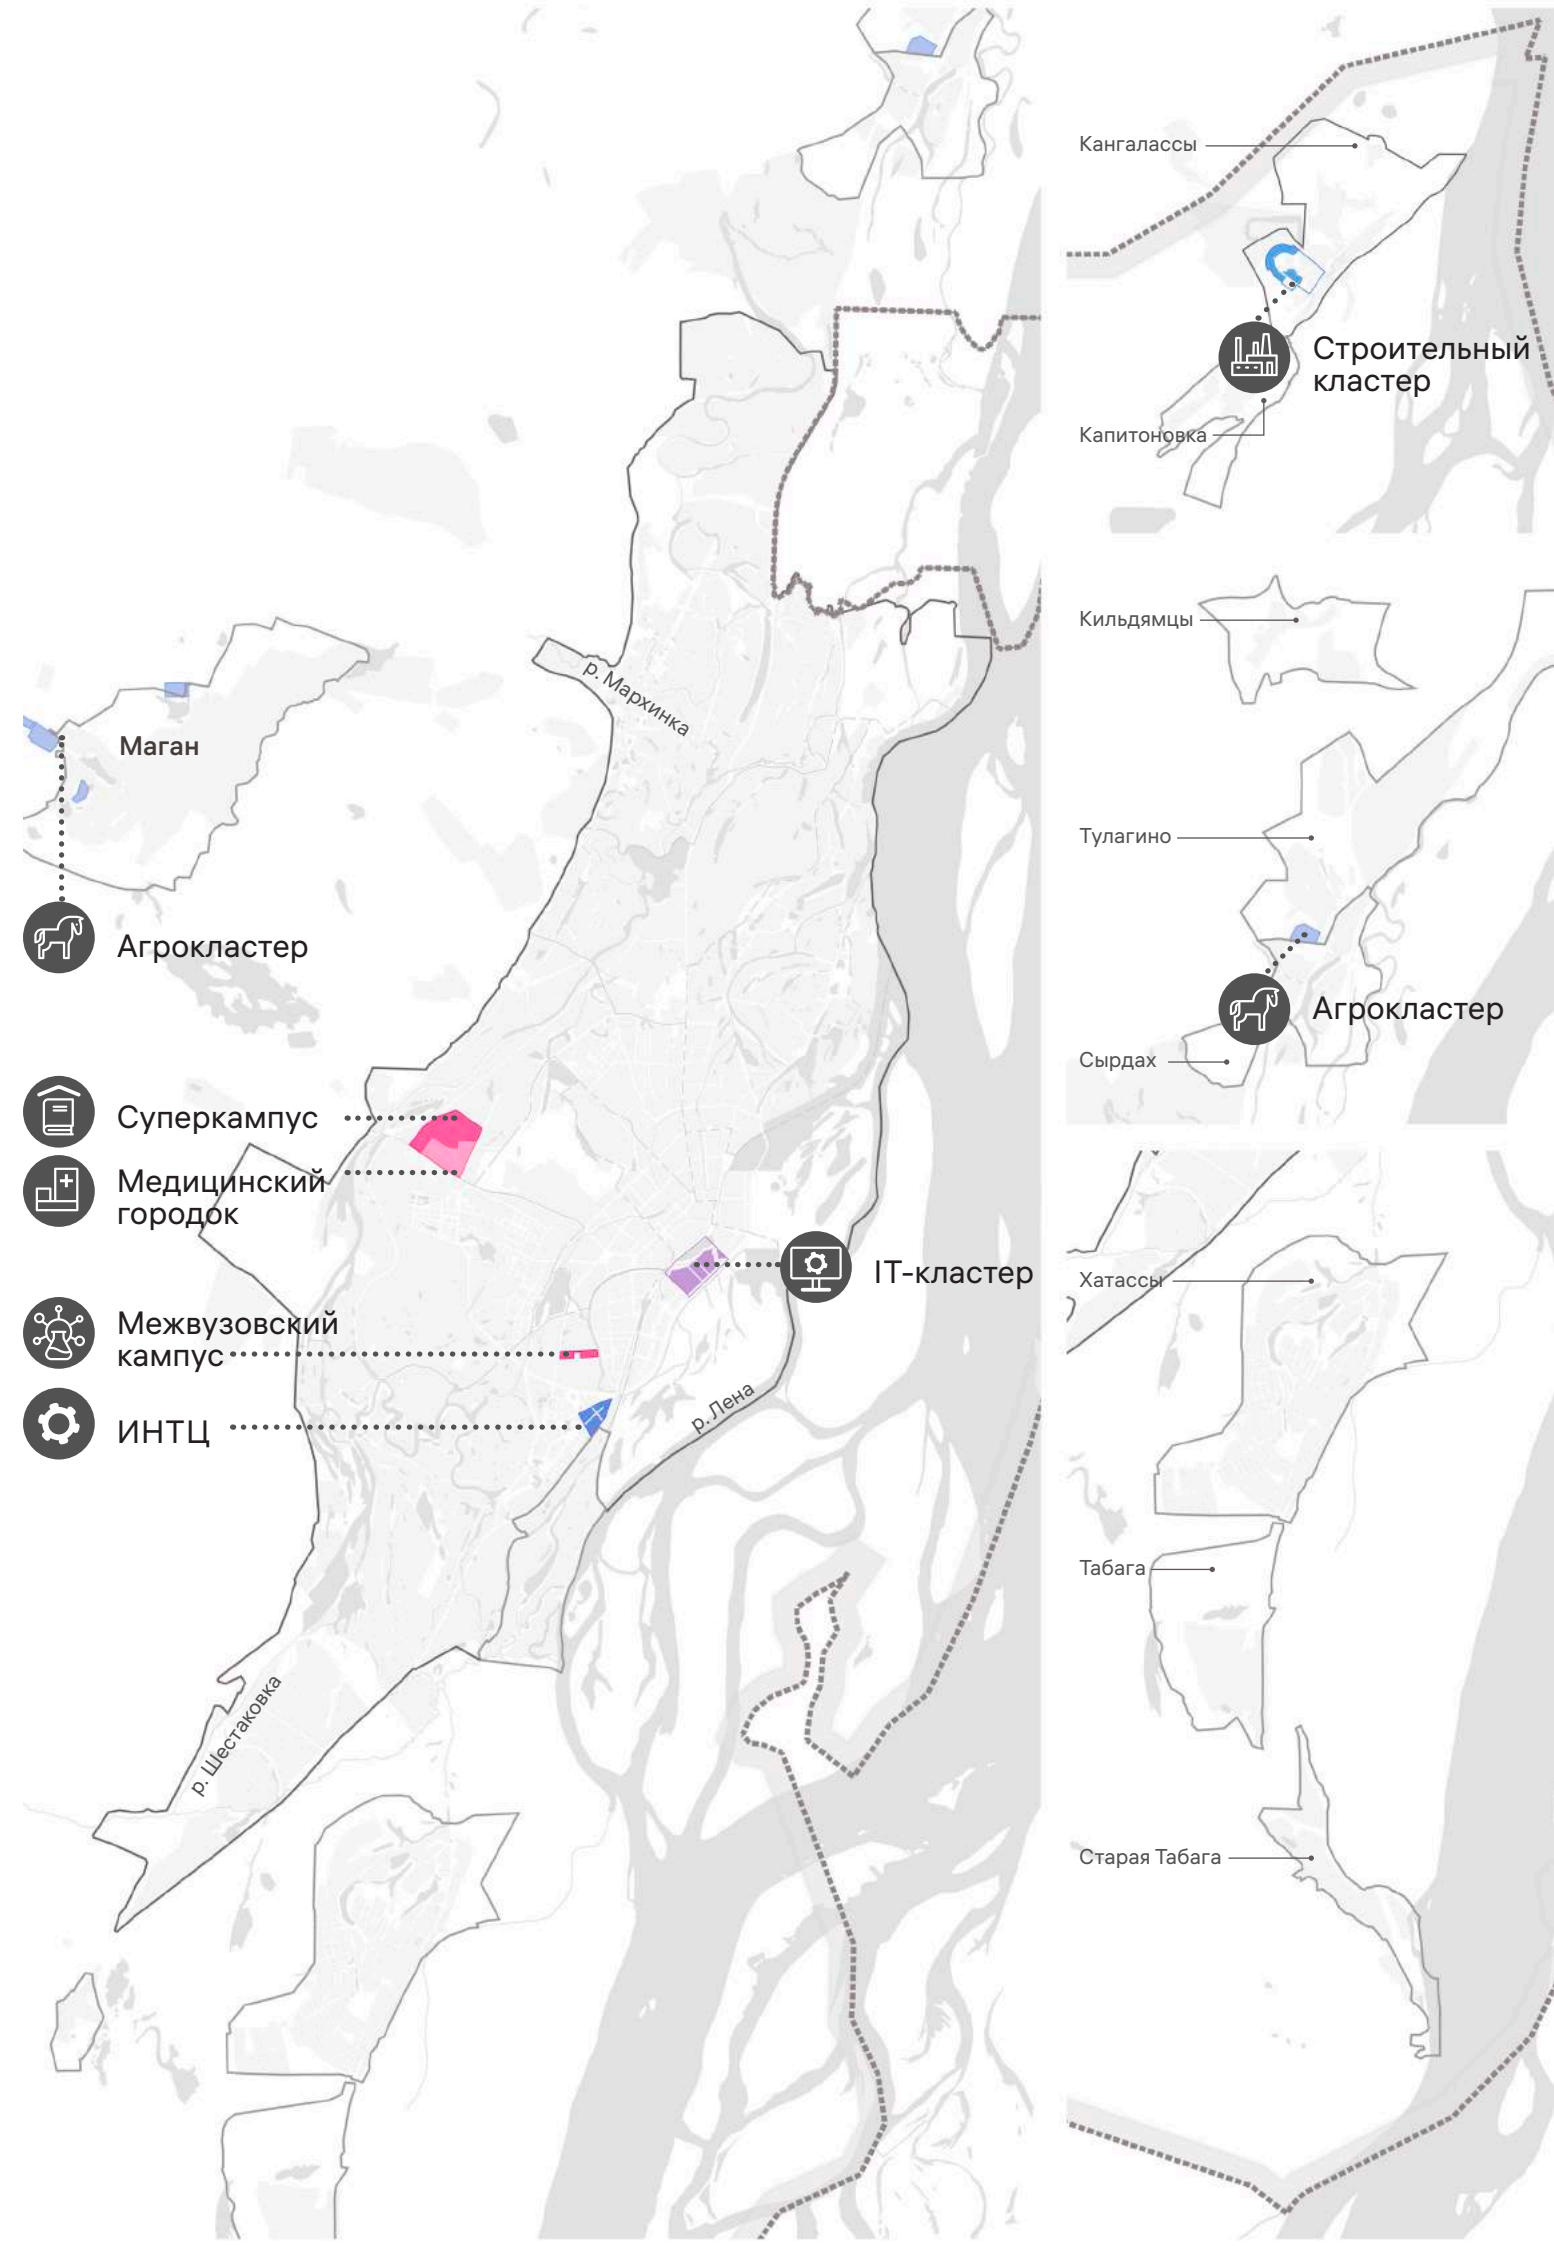 р. Мархинка
Маган
Агрокластер
Суперкампус
Медицинский
городок
IT-кластер
Межвузовский
кампус
ИНТЦ
р. Лена
р. Шестаковка
Кангалассы
Строительный
кластер
Капитоновка
Кильдямцы
Тулагино
Агрокластер
Сырдах
Хатассы
Табага
Старая Табага